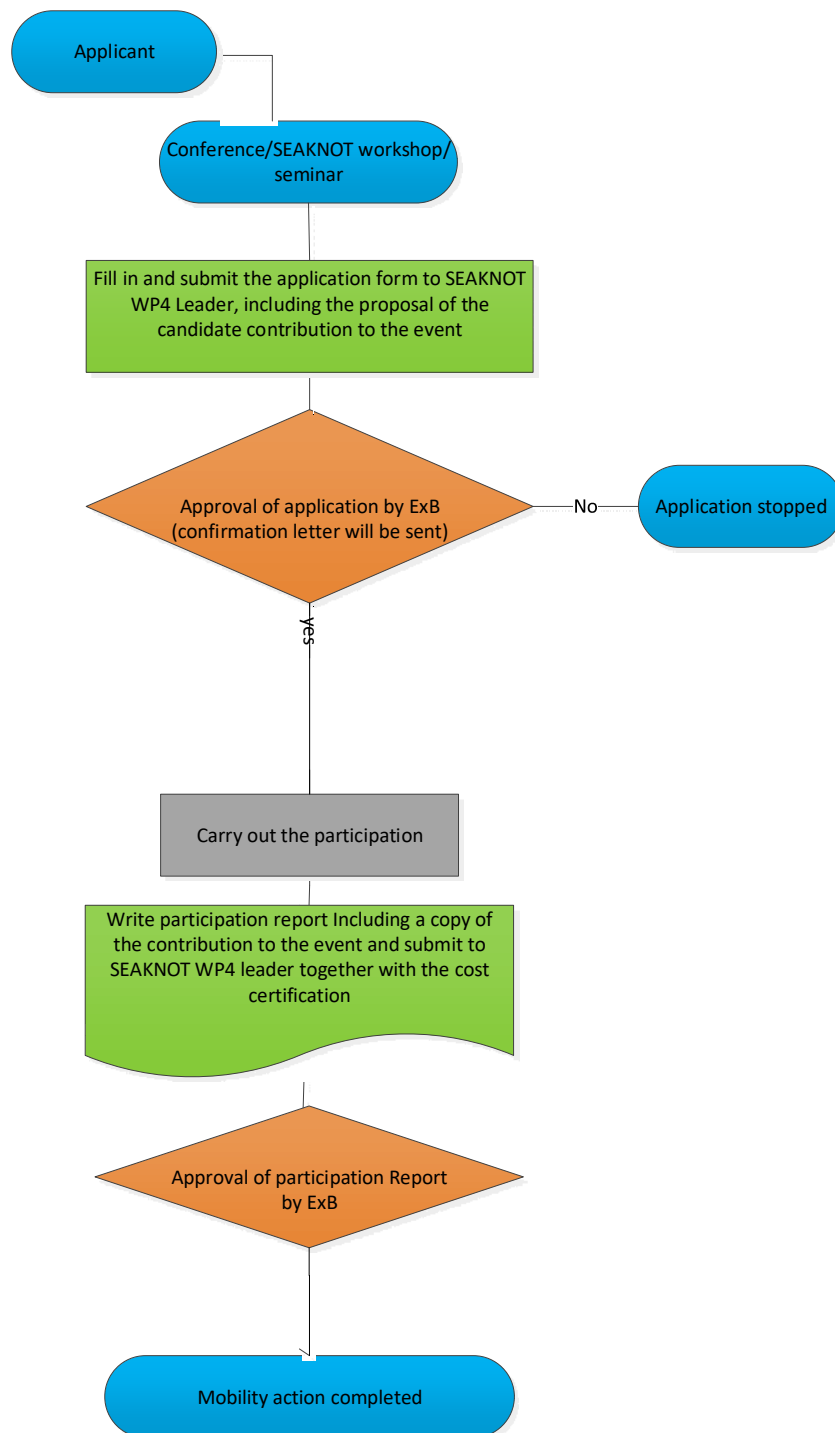 Applicant
Conference/SEAKNOT workshop/
seminar
Fill in and submit the application form to SEAKNOT
WP4 Leader, including the proposal of the
candidate contribution to the event
Approval of application by ExB
(confirmation letter will be sent)
No
Application stopped
yes
Carry out the participation
Write participation report Including a copy of
the contribution to the event and submit to
SEAKNOT WP4 leader together with the cost
certification
Approval of participation Report
by ExB
Mobility action completed